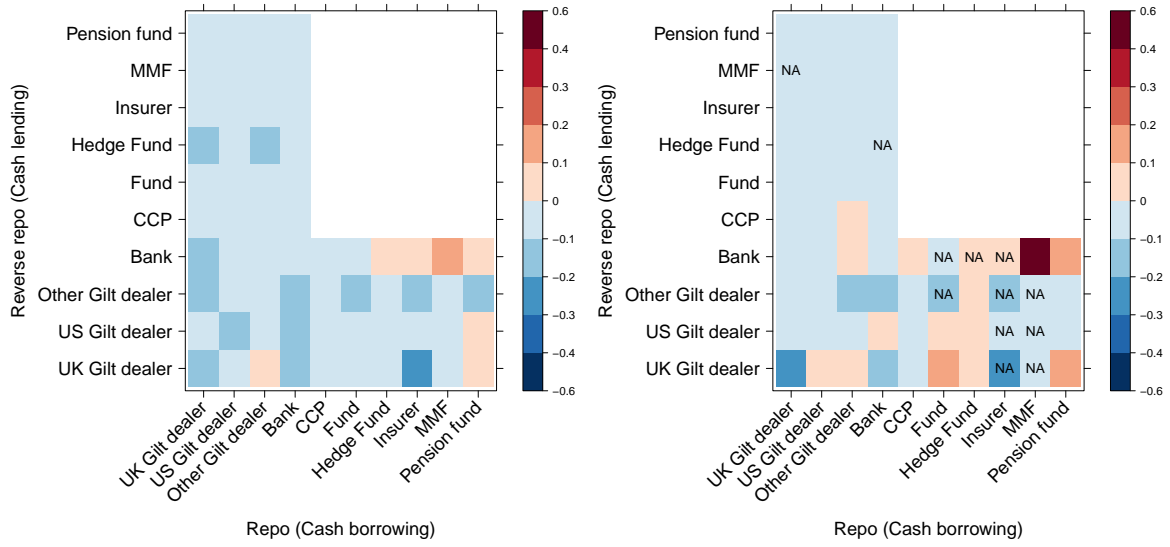 Reverse repo (Cash lending)
Pension fund
MMF
Insurer
Hedge Fund
Fund
CCP
Bank
Other Gilt dealer
US Gilt dealer
UK Gilt dealer
UK Gilt dealer
US Gilt dealer
Other Gilt dealer
Bank
CCP
Fund
Hedge Fund
Insurer
MMF
Pension fund
Repo (Cash borrowing)
0.6
0.4
0.3
0.2
0.1
0
−0.1
−0.2
−0.3
−0.4
−0.6
Reverse repo (Cash lending)
Pension fund
MMF
NA
Insurer
Hedge Fund
NA
Fund
CCP
Bank
NA NA NA
Other Gilt dealer
NA NA NA
US Gilt dealer
NA NA
UK Gilt dealer
NA NA
UK Gilt dealer
US Gilt dealer
Other Gilt dealer
Bank
CCP
Fund
Hedge Fund
Insurer
MMF
Pension fund
Repo (Cash borrowing)
0.6
0.4
0.3
0.2
0.1
0
−0.1
−0.2
−0.3
−0.4
−0.6